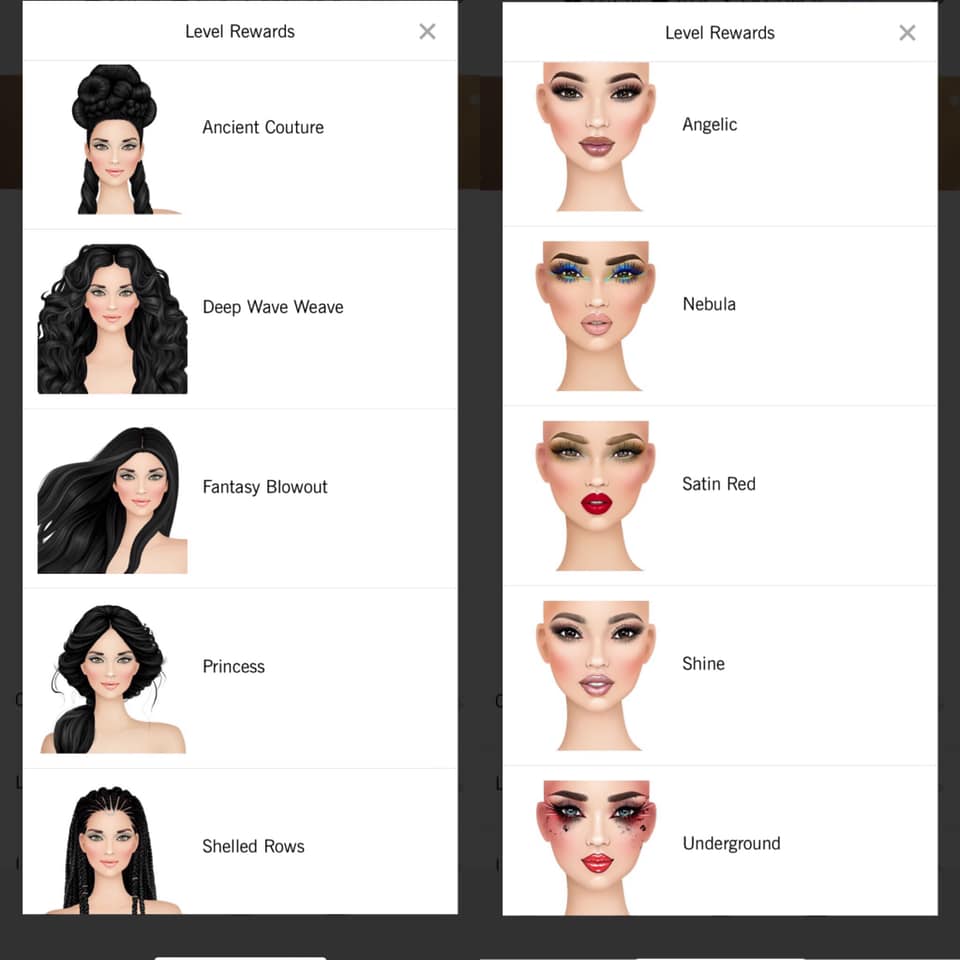 Level Rewards
Ancient Couture
Deep Wave Weave
Fantasy Blowout
Princess
Shelled Rows
Level Rewards
Angelic
Nebula
Satin Red
Shine
Underground